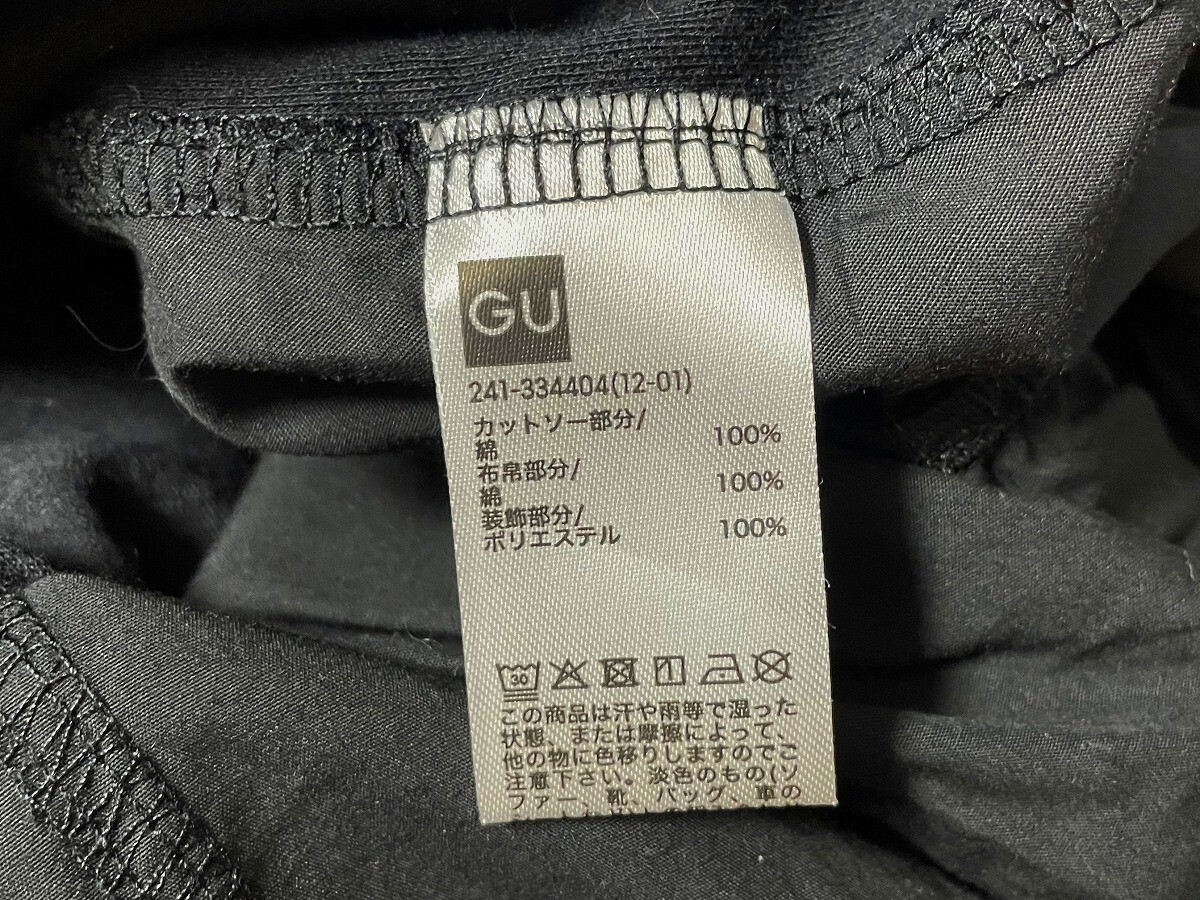 GU
241-334404(12-01)
カットソー部分/
綿 100%
布帛部分/
綿 100%
装飾部分/
ポリエステル 100%
30
この商品は汗や雨等で湿った
状態、または摩擦によって、
他の物に色移りしますのでご
注意下さい。淡色のもの(ソ
ファー、靴、バッグ、車の